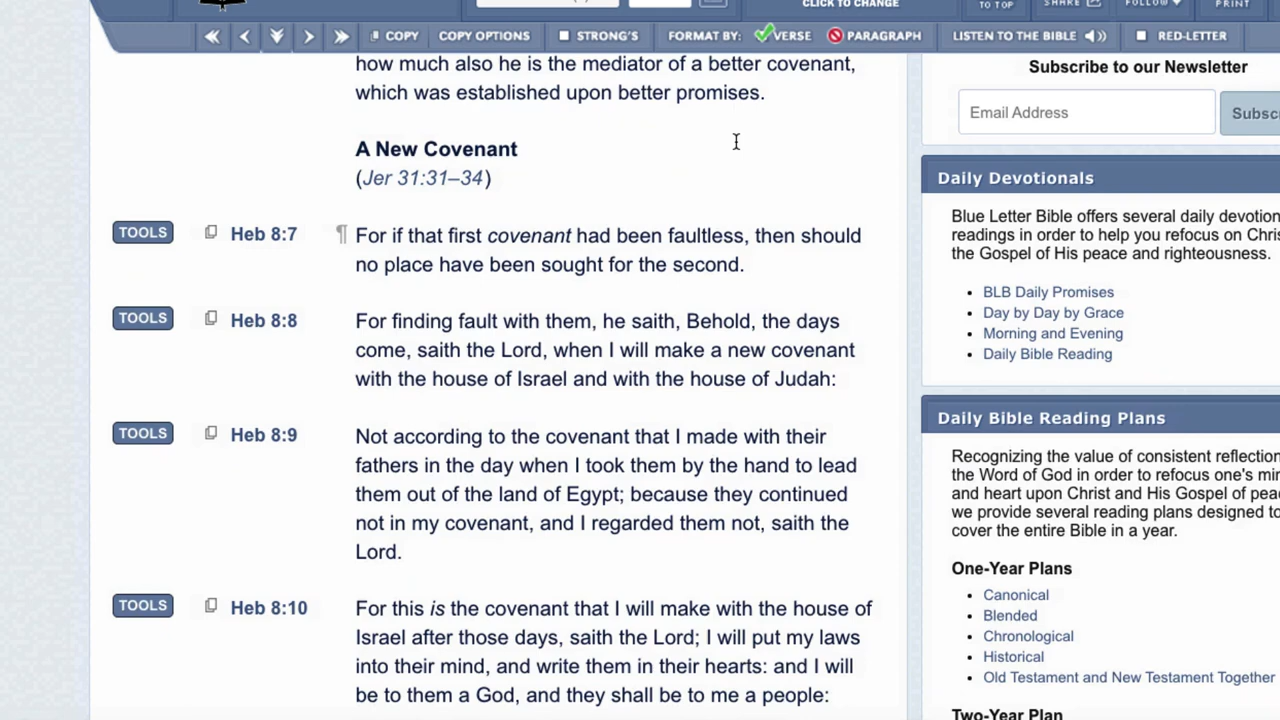 CLICK TO CHANGE
TO TOP
SHARE
FOLLOW
PRINT
COPY
COPY OPTIONS
STRONG'S
FORMAT BY:
VERSE
PARAGRAPH
LISTEN TO THE BIBLE
RED-LETTER
how much also he is the mediator of a better covenant,
which was established upon better promises.
A New Covenant
(Jer 31:31–34)
TOOLS
Heb 8:7
¶ For if that first covenant had been faultless, then should
no place have been sought for the second.
TOOLS
Heb 8:8
For finding fault with them, he saith, Behold, the days
come, saith the Lord, when I will make a new covenant
with the house of Israel and with the house of Judah:
TOOLS
Heb 8:9
Not according to the covenant that I made with their
fathers in the day when I took them by the hand to lead
them out of the land of Egypt; because they continued
not in my covenant, and I regarded them not, saith the
Lord.
TOOLS
Heb 8:10
For this is the covenant that I will make with the house of
Israel after those days, saith the Lord; I will put my laws
into their mind, and write them in their hearts: and I will
be to them a God, and they shall be to me a people:
Subscribe to our Newsletter
Email Address
Subsc
Daily Devotionals
Blue Letter Bible offers several daily devotion
readings in order to help you refocus on Chris
the Gospel of His peace and righteousness.
BLB Daily Promises
Day by Day by Grace
Morning and Evening
Daily Bible Reading
Daily Bible Reading Plans
Recognizing the value of consistent reflection
the Word of God in order to refocus one's min
and heart upon Christ and His Gospel of peac
we provide several reading plans designed to
cover the entire Bible in a year.
One-Year Plans
Canonical
Blended
Chronological
Historical
Old Testament and New Testament Together
Two-Year Plan